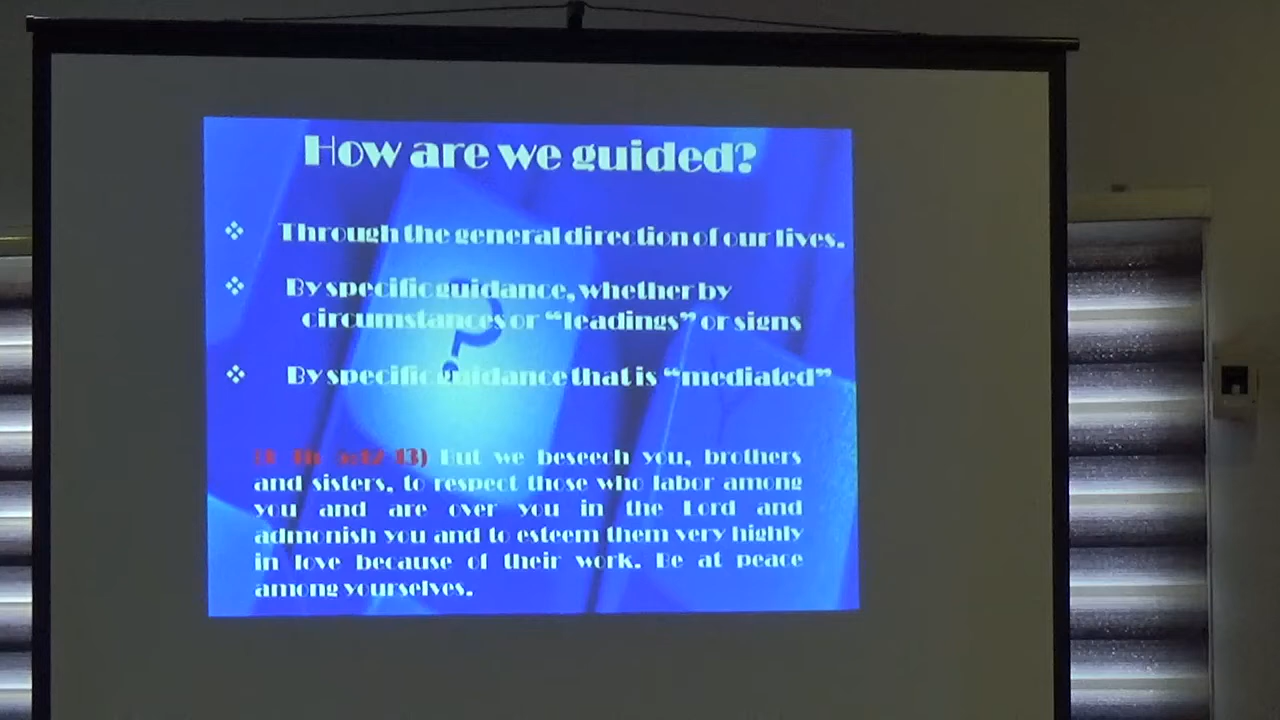 How are we guided?
❖ Through the general direction of our lives.
❖ By specific guidance, whether by
circumstances or “leadings” or signs
❖ By specific guidance that is “mediated”
But we beseech you, brothers
and sisters, to respect those who labor among
you and are over you in the Lord and
admonish you and to esteem them very highly
in love because of their work. Be at peace
among yourselves.